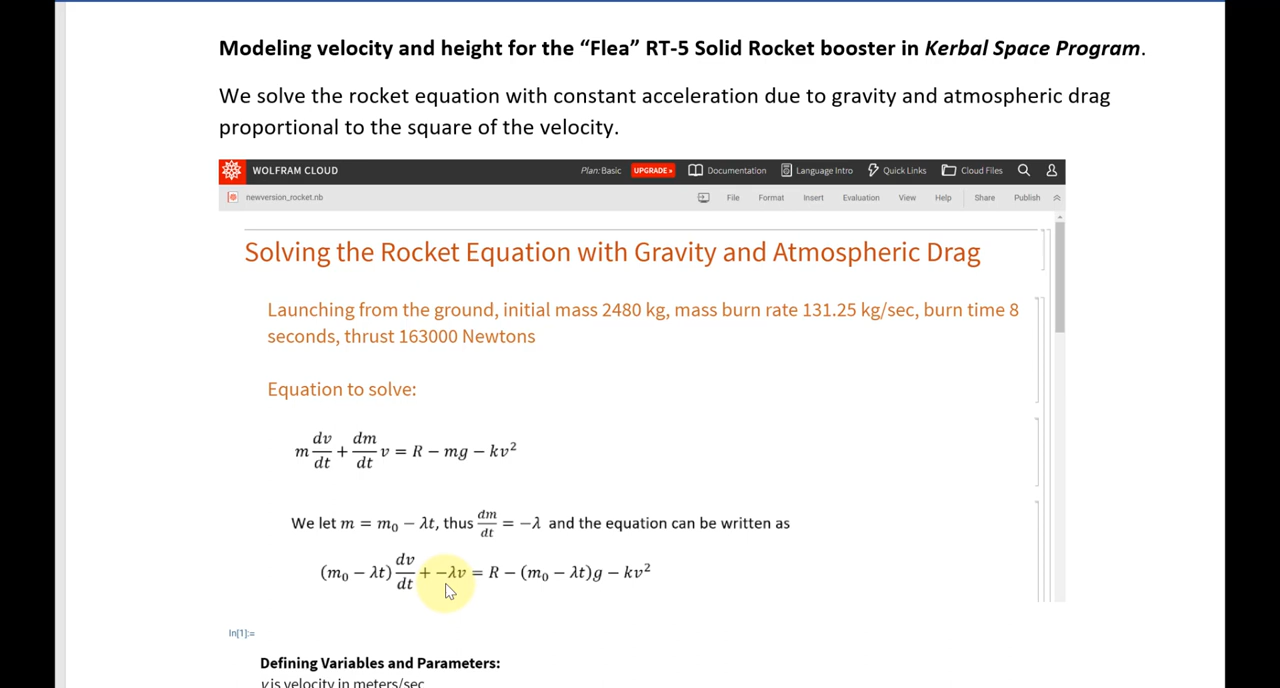 Modeling velocity and height for the “Flea” RT-5 Solid Rocket booster in Kerbal Space Program.
We solve the rocket equation with constant acceleration due to gravity and atmospheric drag
proportional to the square of the velocity.
WOLFRAM CLOUD Plan: Basic UPGRADE » Documentation Language Intro Quick Links Cloud Files
newversion_rocket.nb File Format Insert Evaluation View Help Share Publish
Solving the Rocket Equation with Gravity and Atmospheric Drag
Launching from the ground, initial mass 2480 kg, mass burn rate 131.25 kg/sec, burn time 8
seconds, thrust 163000 Newtons
Equation to solve:
m dv/dt + dm/dt v = R − mg − kv²
We let m = m₀ − λt, thus dm/dt = −λ and the equation can be written as
(m₀ − λt) dv/dt + −λv = R − (m₀ − λt)g − kv²
In[1]:=
Defining Variables and Parameters:
v is velocity in meters/sec